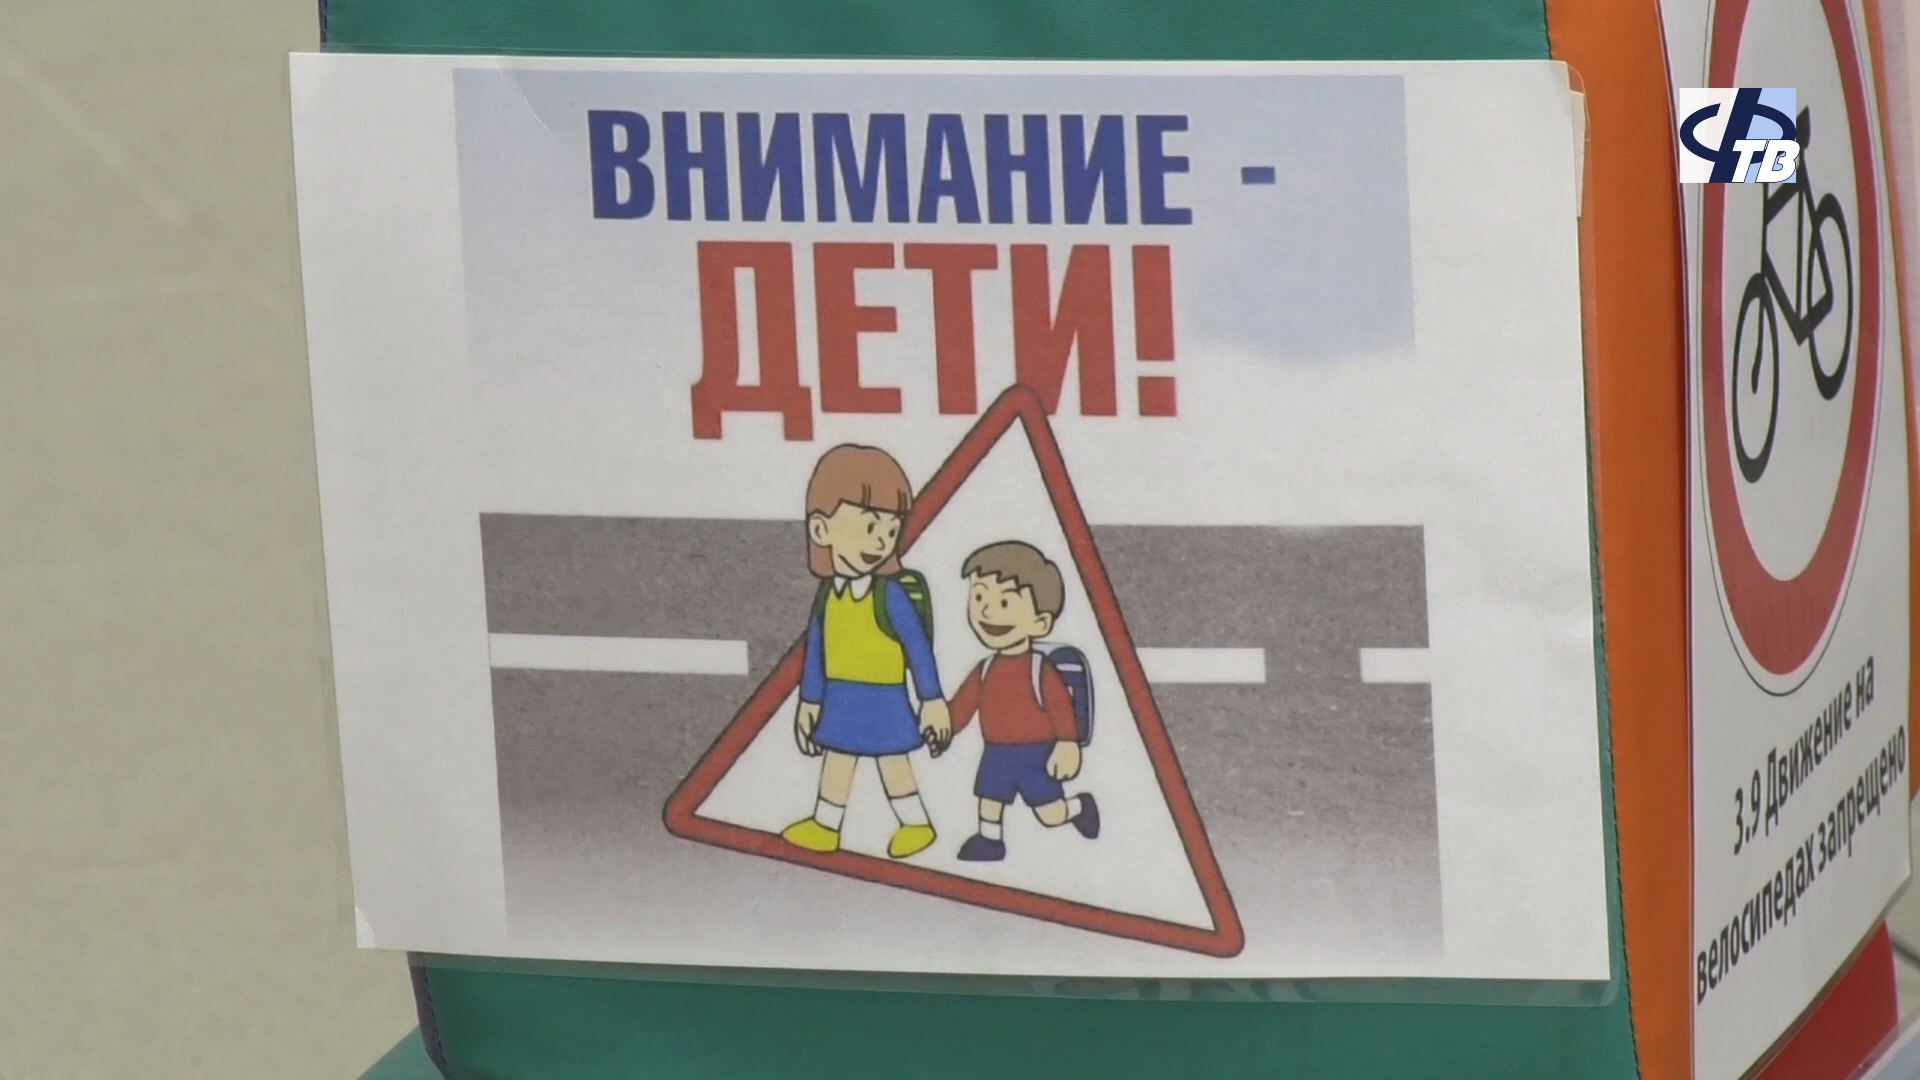 ВНИМАНИЕ -
ДЕТИ!
ТВ
3.9 Движение на
велосипедах запрещено